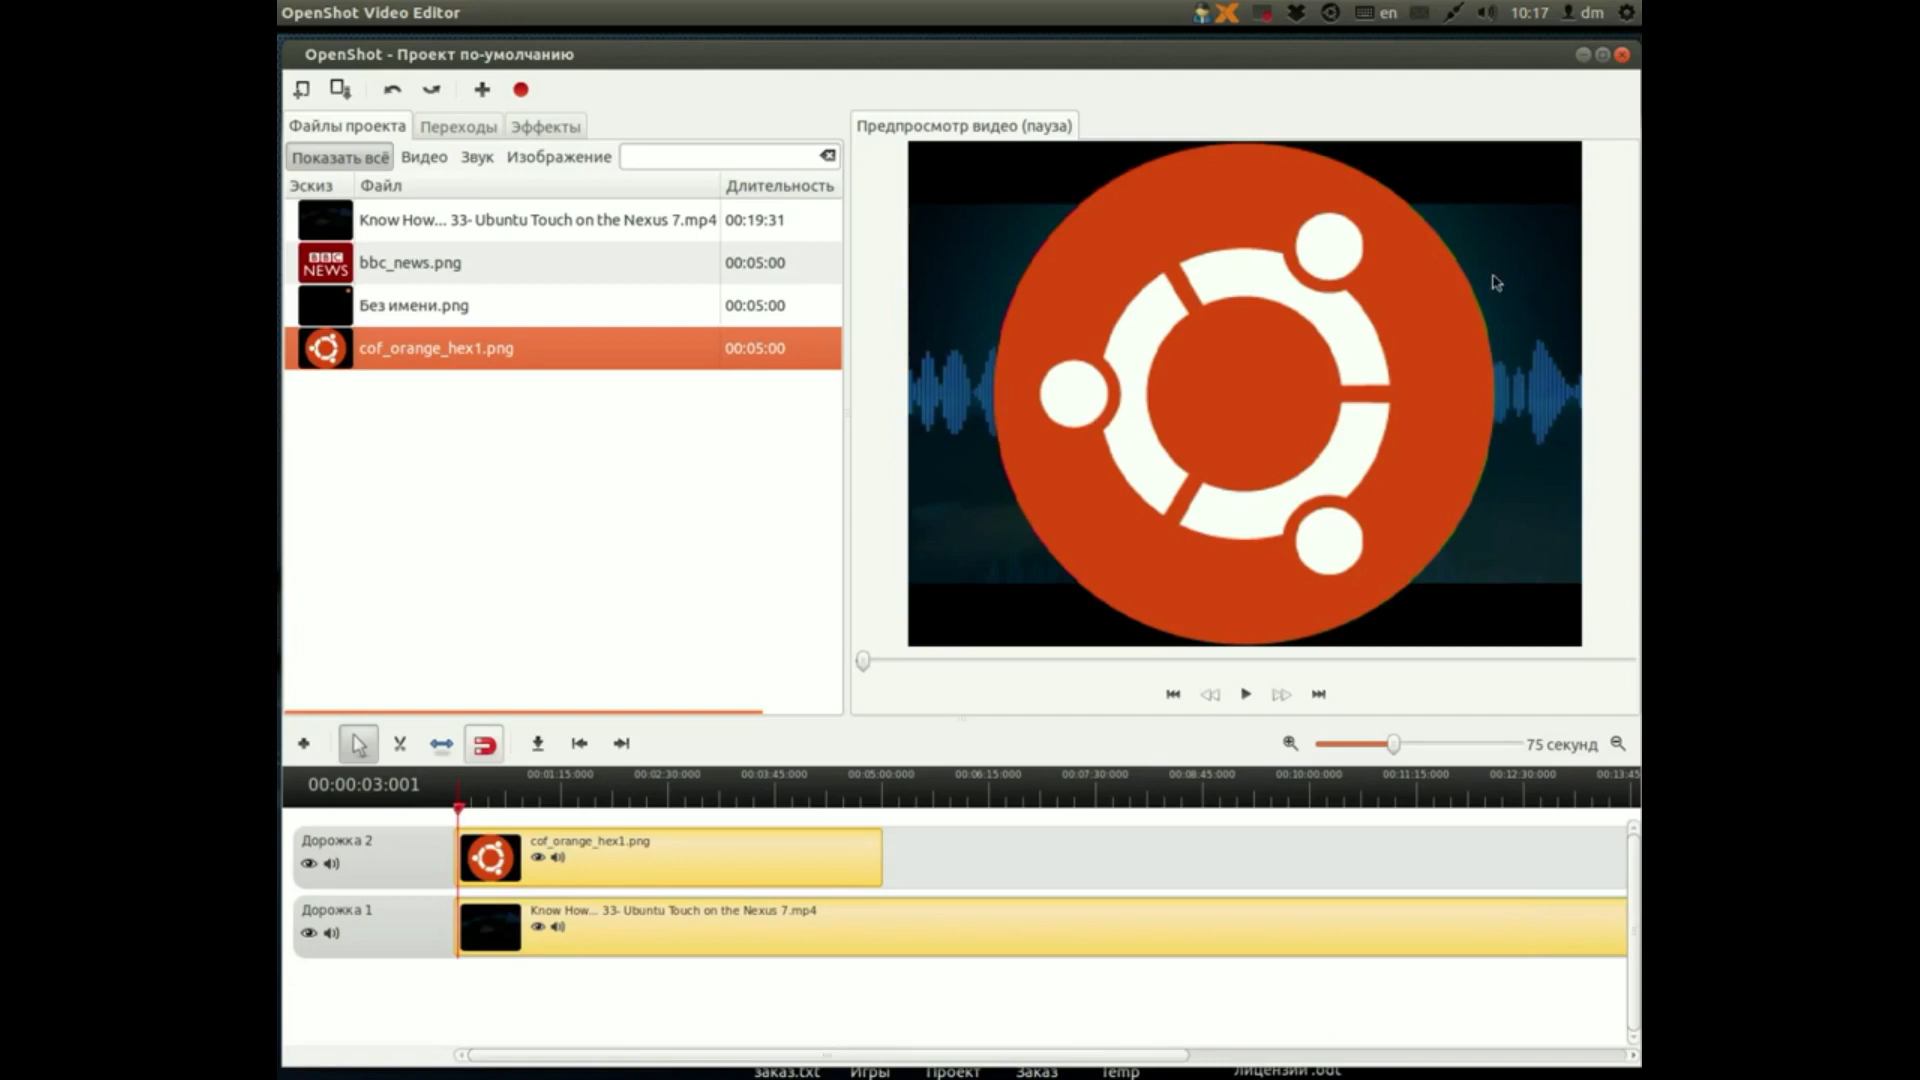 OpenShot Video Editor
en
10:17
dm
OpenShot - Проект по-умолчанию
Файлы проекта
Переходы
Эффекты
Показать всё
Видео
Звук
Изображение
Эскиз
Файл
Длительность
Know How... 33- Ubuntu Touch on the Nexus 7.mp4
00:19:31
BBC
NEWS
bbc_news.png
00:05:00
Без имени.png
00:05:00
cof_orange_hex1.png
00:05:00
Предпросмотр видео (пауза)
75 секунд
00:00:03:001
00:01:15:000
00:02:30:000
00:03:45:000
00:05:00:000
00:06:15:000
00:07:30:000
00:08:45:000
00:10:00:000
00:11:15:000
00:12:30:000
00:13:45
Дорожка 2
cof_orange_hex1.png
Дорожка 1
Know How... 33- Ubuntu Touch on the Nexus 7.mp4
заказ.txt
Игры
Проект
Заказ
Temp
лицензии .odt